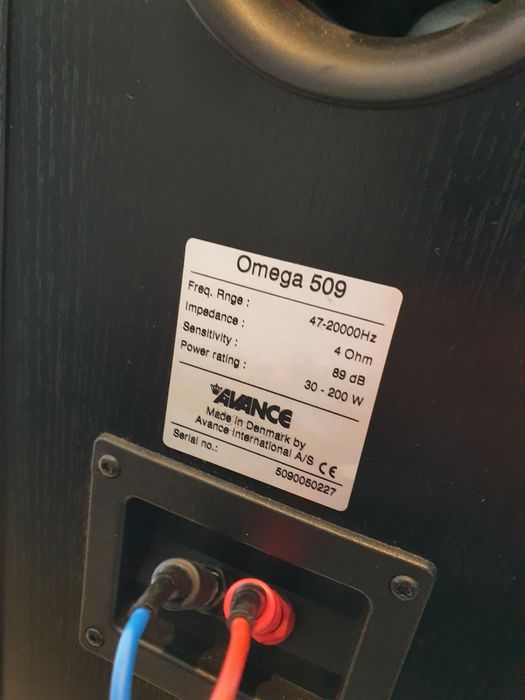 Omega 509
Freq. Rnge : 47-20000Hz
Impedance : 4 Ohm
Sensitivity : 89 dB
Power rating : 30 - 200 W
AVANCE
Made in Denmark by
Avance International A/S CE
Serial no.: 5090050227